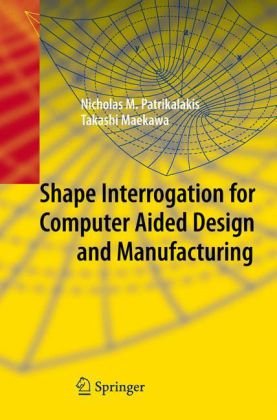 Nicholas M. Patrikalakis
Takashi Maekawa
Shape Interrogation for
Computer Aided Design
and Manufacturing
Springer